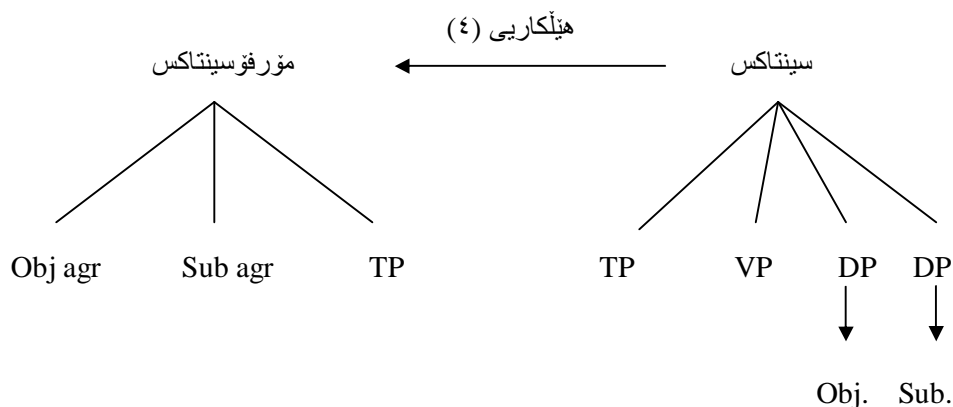 هێڵکاریی (٤)
سینتاکس
مۆرفۆسینتاکس
Obj agr Sub agr TP TP VP DP DP
Obj. Sub.